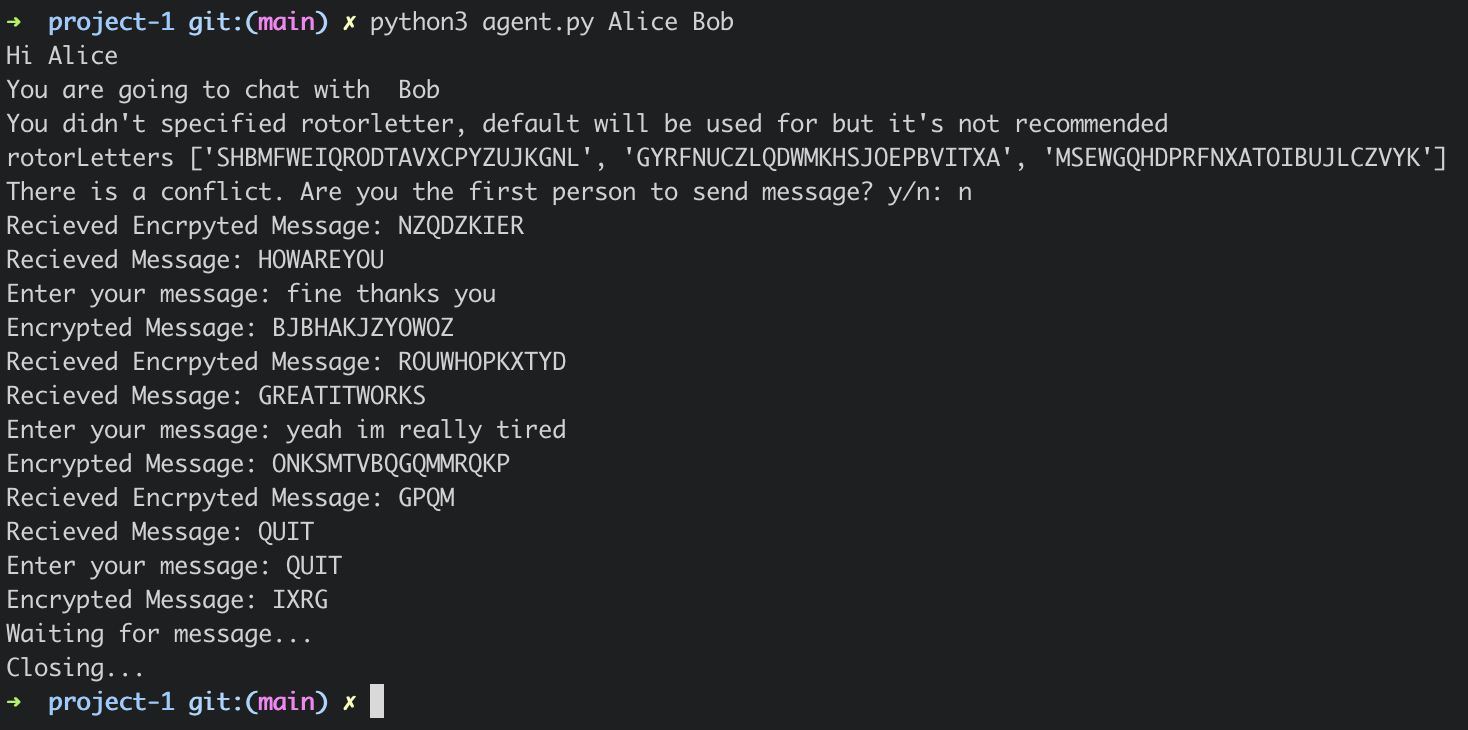 → project-1 git:(main) ✗ python3 agent.py Alice Bob
Hi Alice
You are going to chat with  Bob
You didn't specified rotorletter, default will be used for but it's not recommended
rotorLetters ['SHBMFWEIQRODTAVXCPYZUJKGNL', 'GYRFNUCZLQDWMKHSJOEPBVITXA', 'MSEWGQHDPRFNXATOIBUJLCZVYK']
There is a conflict. Are you the first person to send message? y/n: n
Recieved Encrpyted Message: NZQDZKIER
Recieved Message: HOWAREYOU
Enter your message: fine thanks you
Encrypted Message: BJBHAKJZYOWOZ
Recieved Encrpyted Message: ROUWHOPKXTYD
Recieved Message: GREATITWORKS
Enter your message: yeah im really tired
Encrypted Message: ONKSMTVBQGQMMRQKP
Recieved Encrpyted Message: GPQM
Recieved Message: QUIT
Enter your message: QUIT
Encrypted Message: IXRG
Waiting for message...
Closing...
→ project-1 git:(main) ✗